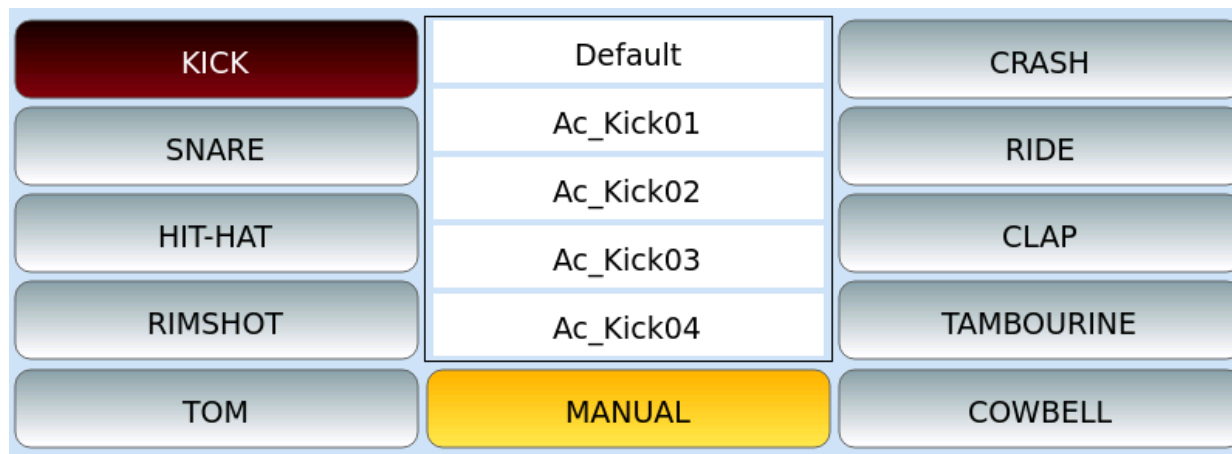 KICK
SNARE
HIT-HAT
RIMSHOT
TOM
Default
Ac_Kick01
Ac_Kick02
Ac_Kick03
Ac_Kick04
MANUAL
CRASH
RIDE
CLAP
TAMBOURINE
COWBELL